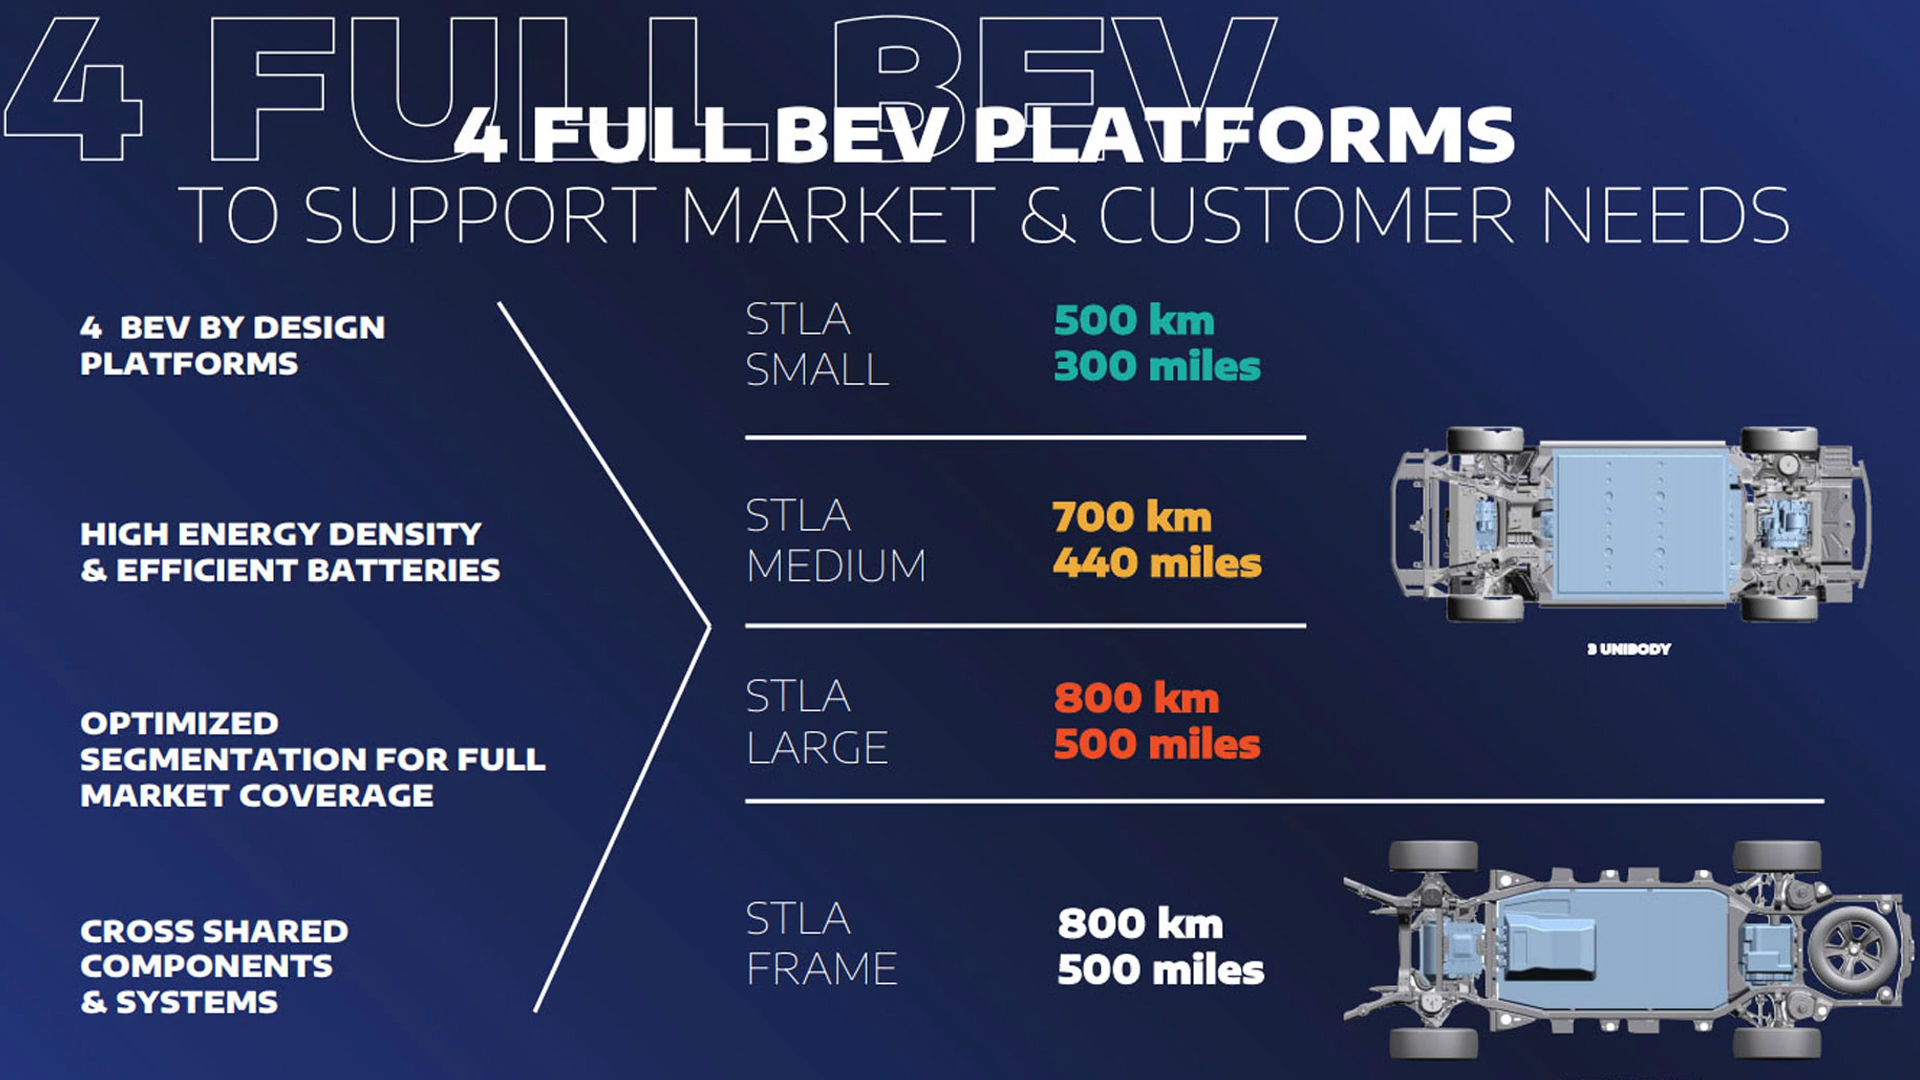 4 FULL BEV
4 FULL BEV PLATFORMS
TO SUPPORT MARKET & CUSTOMER NEEDS
4 BEV BY DESIGN
PLATFORMS
HIGH ENERGY DENSITY
& EFFICIENT BATTERIES
OPTIMIZED
SEGMENTATION FOR FULL
MARKET COVERAGE
CROSS SHARED
COMPONENTS
& SYSTEMS
STLA
SMALL
500 km
300 miles
STLA
MEDIUM
700 km
440 miles
STLA
LARGE
800 km
500 miles
3 UNIBODY
STLA
FRAME
800 km
500 miles